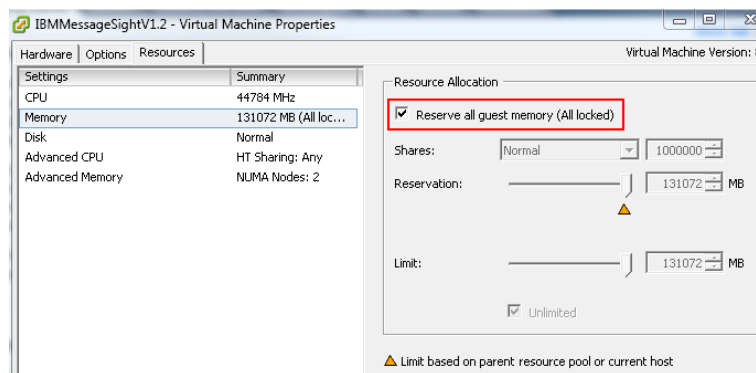 IBMMessageSightV1.2 - Virtual Machine Properties
Hardware Options Resources
Virtual Machine Version:
Settings Summary
CPU 44784 MHz
Memory 131072 MB (All loc...
Disk Normal
Advanced CPU HT Sharing: Any
Advanced Memory NUMA Nodes: 2
Resource Allocation
Reserve all guest memory (All locked)
Shares: Normal 1000000
Reservation: 131072 MB
Limit: 131072 MB
Unlimited
Limit based on parent resource pool or current host